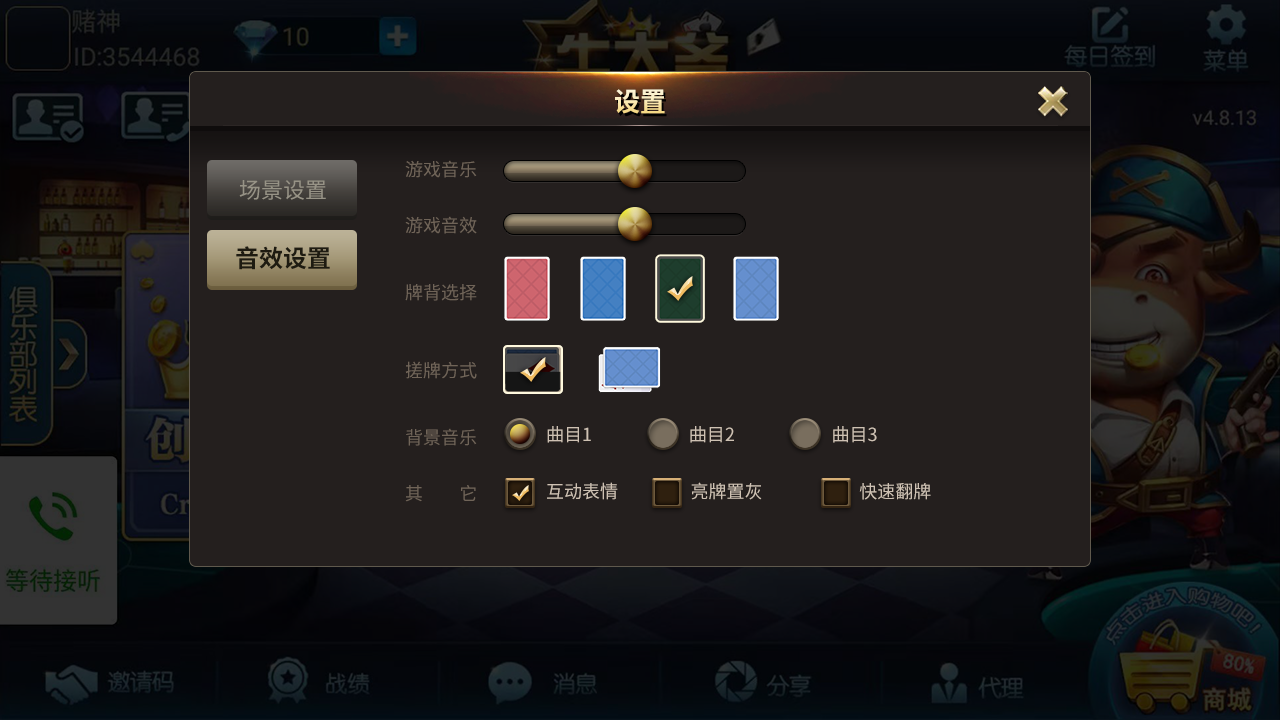 赌神
ID:3544468
10
牛大亨
每日签到
菜单
v4.8.13
设置
场景设置
音效设置
游戏音乐
游戏音效
牌背选择
搓牌方式
背景音乐
曲目1
曲目2
曲目3
其 它
互动表情
亮牌置灰
快速翻牌
俱乐部列表
创
Cr
等待接听
点击进入购物吧!
80%
商城
邀请码
战绩
消息
分享
代理